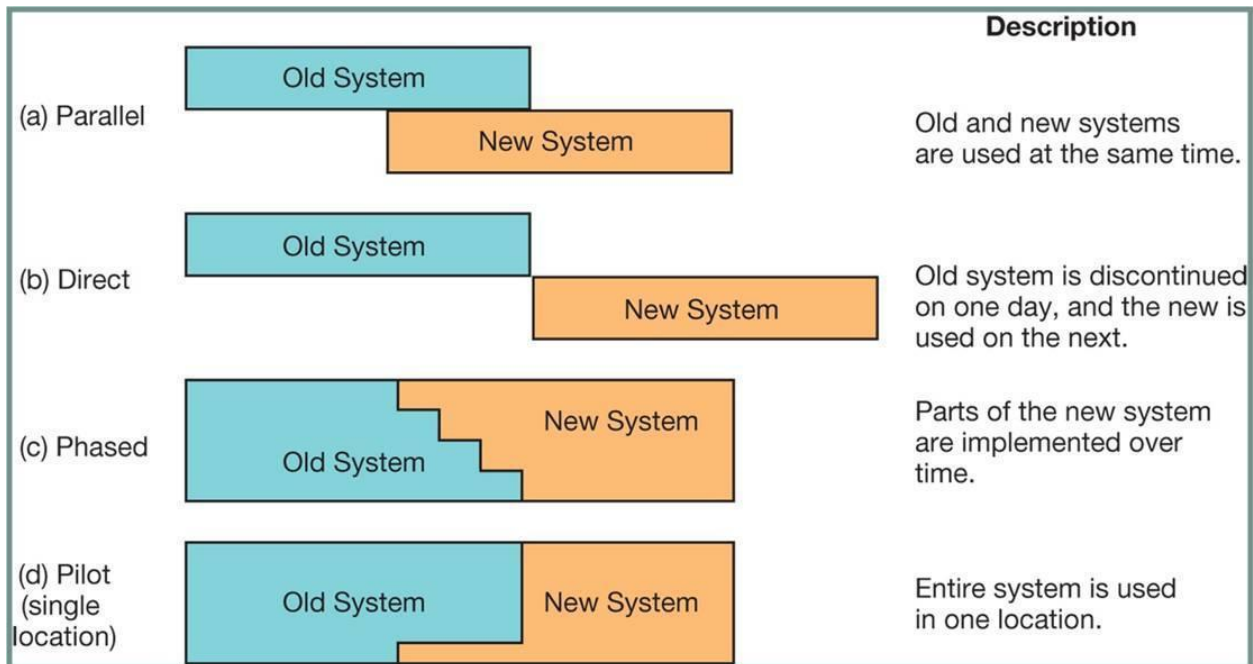 Description
(a) Parallel
Old System
New System
Old and new systems
are used at the same time.
(b) Direct
Old System
New System
Old system is discontinued
on one day, and the new is
used on the next.
(c) Phased
Old System
New System
Parts of the new system
are implemented over
time.
(d) Pilot
(single
location)
Old System
New System
Entire system is used
in one location.